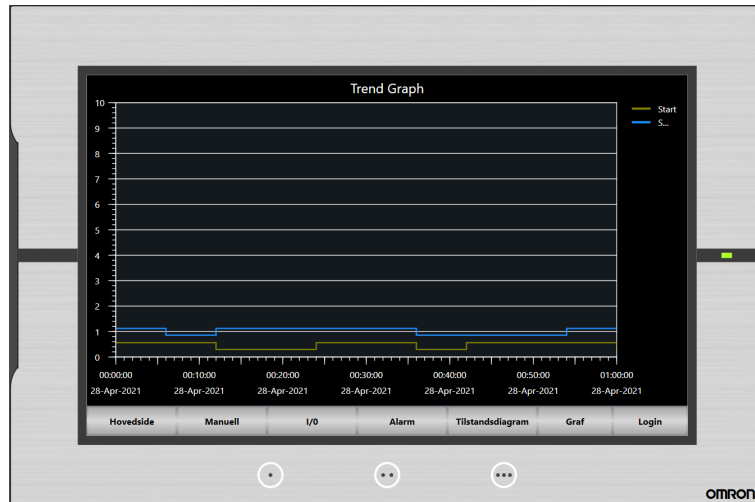 Trend Graph
10
9
8
7
6
5
4
3
2
1
0
Start
S...
00:00:00 00:10:00 00:20:00 00:30:00 00:40:00 00:50:00 01:00:00
28-Apr-2021 28-Apr-2021 28-Apr-2021 28-Apr-2021 28-Apr-2021 28-Apr-2021 28-Apr-2021
Hovedside Manuell I/0 Alarm Tilstandsdiagram Graf Login
OMRON